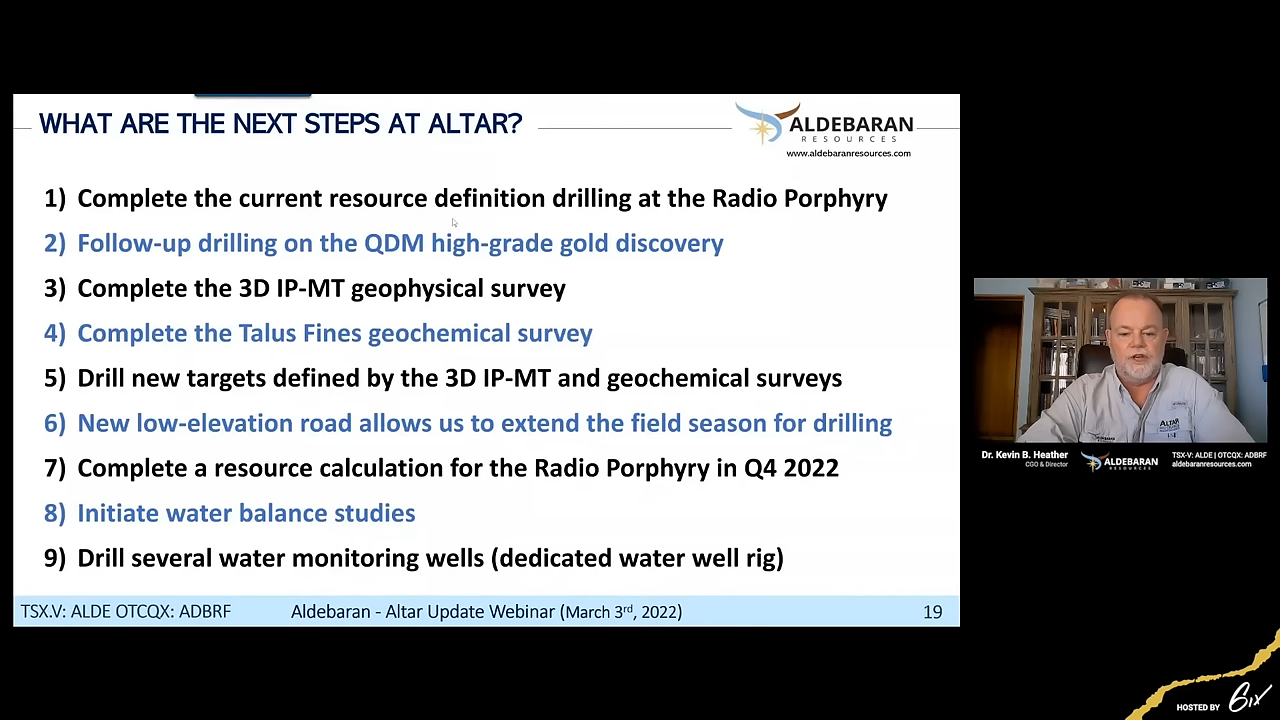 WHAT ARE THE NEXT STEPS AT ALTAR?
ALDEBARAN
RESOURCES
www.aldebaranresources.com
1) Complete the current resource definition drilling at the Radio Porphyry
2) Follow-up drilling on the QDM high-grade gold discovery
3) Complete the 3D IP-MT geophysical survey
4) Complete the Talus Fines geochemical survey
5) Drill new targets defined by the 3D IP-MT and geochemical surveys
6) New low-elevation road allows us to extend the field season for drilling
7) Complete a resource calculation for the Radio Porphyry in Q4 2022
8) Initiate water balance studies
9) Drill several water monitoring wells (dedicated water well rig)
TSX.V: ALDE OTCQX: ADBRF Aldebaran - Altar Update Webinar (March 3rd, 2022) 19
ALTAR
Dr. Kevin B. Heather
CGO & Director
ALDEBARAN
RESOURCES
TSX-V: ALDE | OTCQX: ADBRF
aldebaranresources.com
HOSTED BY 6ix